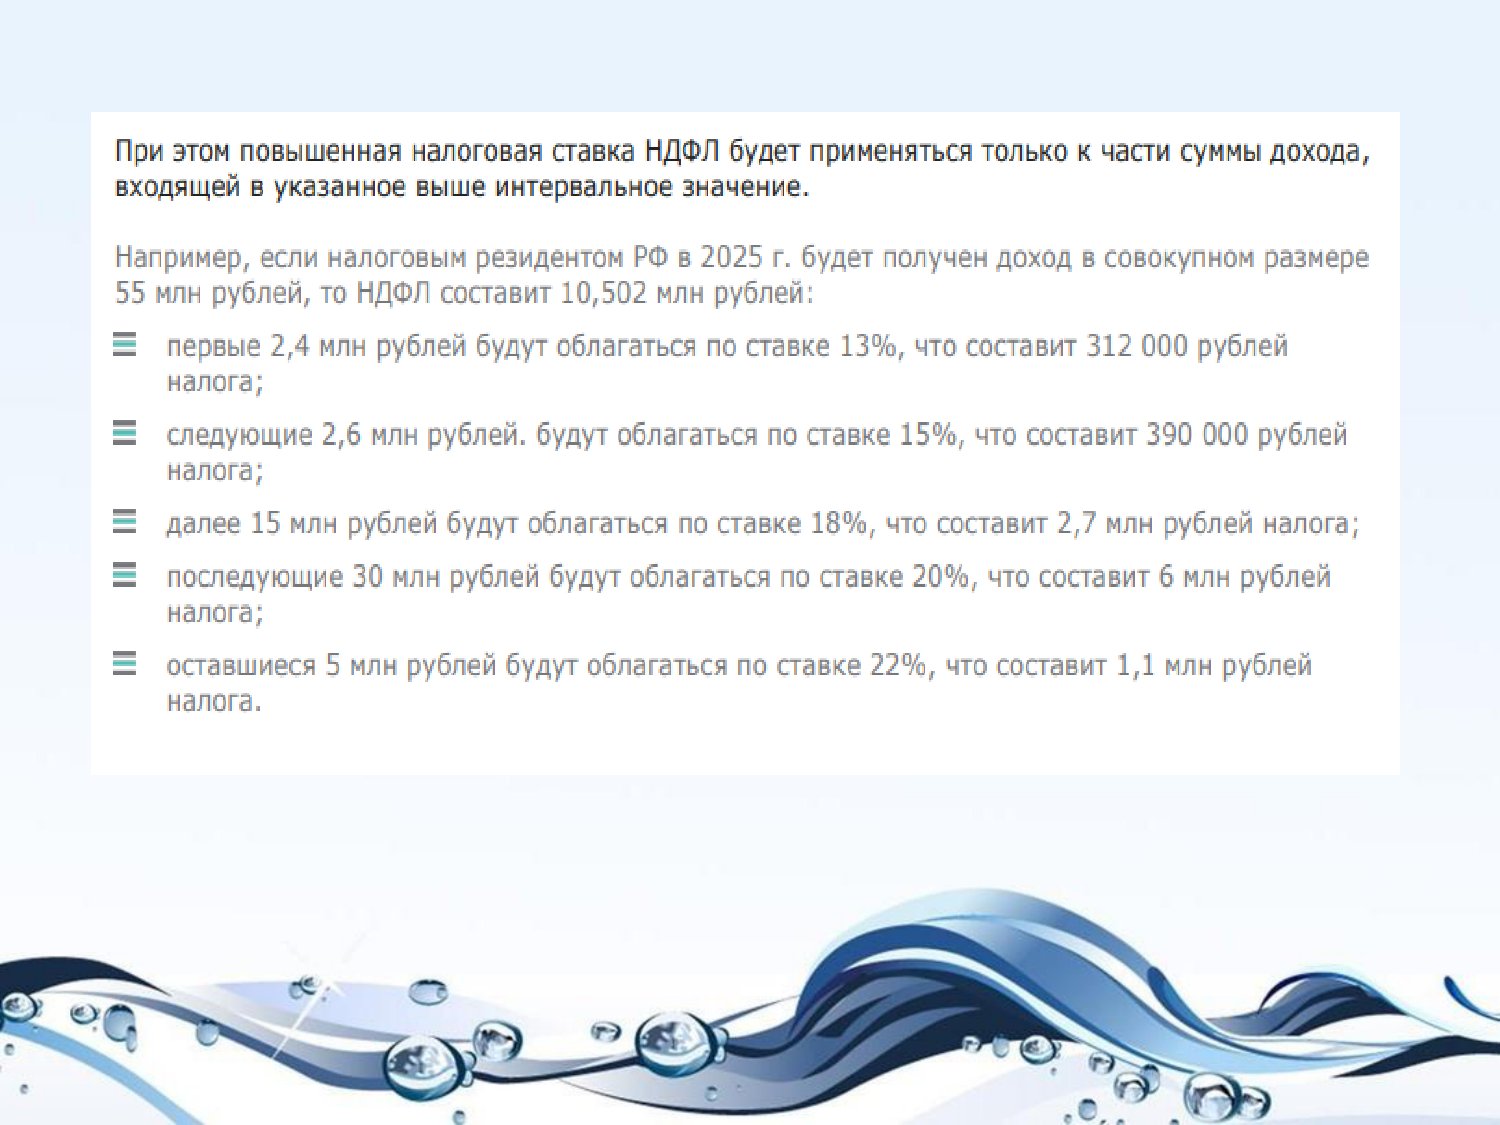 При этом повышенная налоговая ставка НДФЛ будет применяться только к части суммы дохода,
входящей в указанное выше интервальное значение.
Например, если налоговым резидентом РФ в 2025 г. будет получен доход в совокупном размере
55 млн рублей, то НДФЛ составит 10,502 млн рублей:
первые 2,4 млн рублей будут облагаться по ставке 13%, что составит 312 000 рублей
налога;
следующие 2,6 млн рублей. будут облагаться по ставке 15%, что составит 390 000 рублей
налога;
далее 15 млн рублей будут облагаться по ставке 18%, что составит 2,7 млн рублей налога;
последующие 30 млн рублей будут облагаться по ставке 20%, что составит 6 млн рублей
налога;
оставшиеся 5 млн рублей будут облагаться по ставке 22%, что составит 1,1 млн рублей
налога.